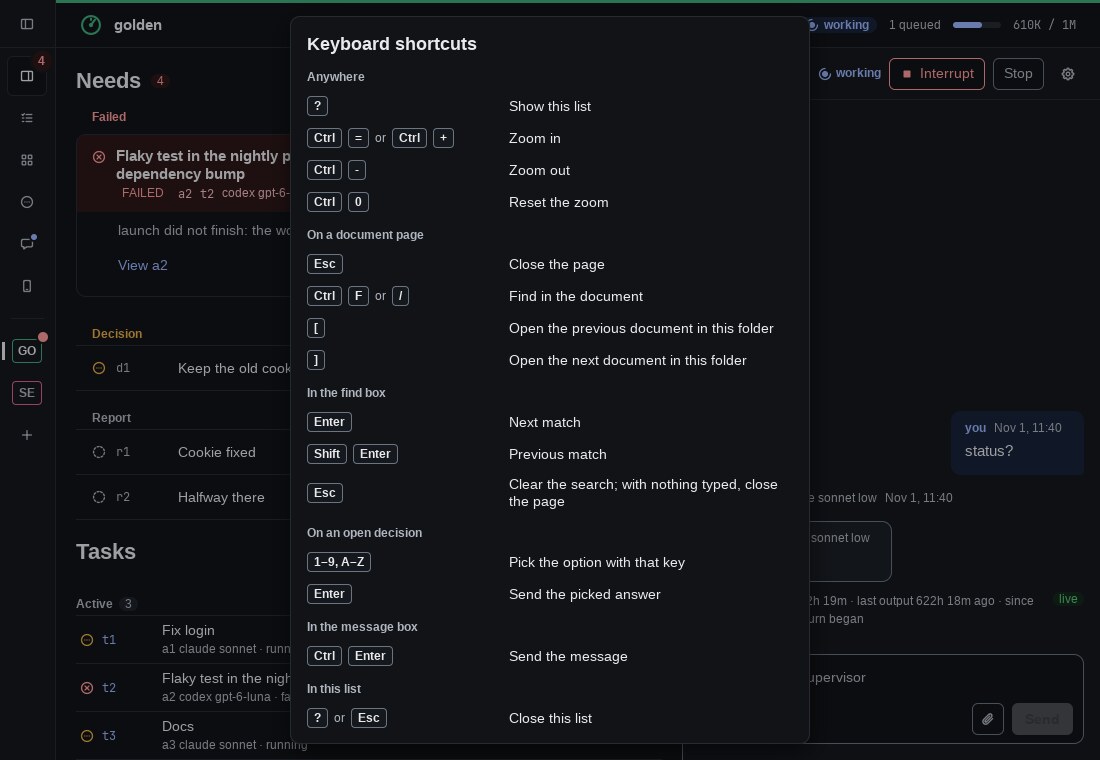 golden
working
1 queued
610K / 1M
4
Needs 4
working
Interrupt
Stop
Failed
Flaky test in the nightly p
dependency bump
FAILED a2 t2 codex gpt-6-
launch did not finish: the wo
View a2
Decision
d1 Keep the old cook
Report
r1 Cookie fixed
r2 Halfway there
Tasks
Active 3
t1 Fix login
a1 claude sonnet · runn
t2 Flaky test in the nigh
a2 codex gpt-6-luna · fa
t3 Docs
a3 claude sonnet · running
GO
SE
Keyboard shortcuts
Anywhere
? Show this list
Ctrl = or Ctrl + Zoom in
Ctrl - Zoom out
Ctrl 0 Reset the zoom
On a document page
Esc Close the page
Ctrl F or / Find in the document
[ Open the previous document in this folder
] Open the next document in this folder
In the find box
Enter Next match
Shift Enter Previous match
Esc Clear the search; with nothing typed, close
the page
On an open decision
1–9, A–Z Pick the option with that key
Enter Send the picked answer
In the message box
Ctrl Enter Send the message
In this list
? or Esc Close this list
you Nov 1, 11:40
status?
sonnet low Nov 1, 11:40
sonnet low
2h 19m · last output 622h 18m ago · since
urn began
live
upervisor
Send